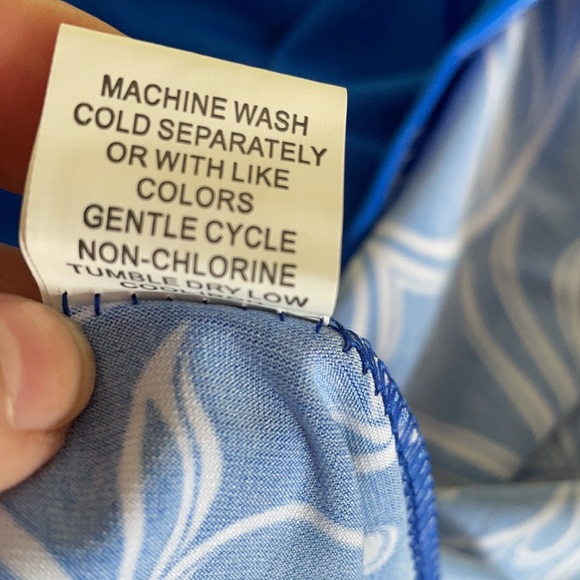 MACHINE WASH
COLD SEPARATELY
OR WITH LIKE
COLORS
GENTLE CYCLE
NON-CHLORINE
TUMBLE DRY LOW